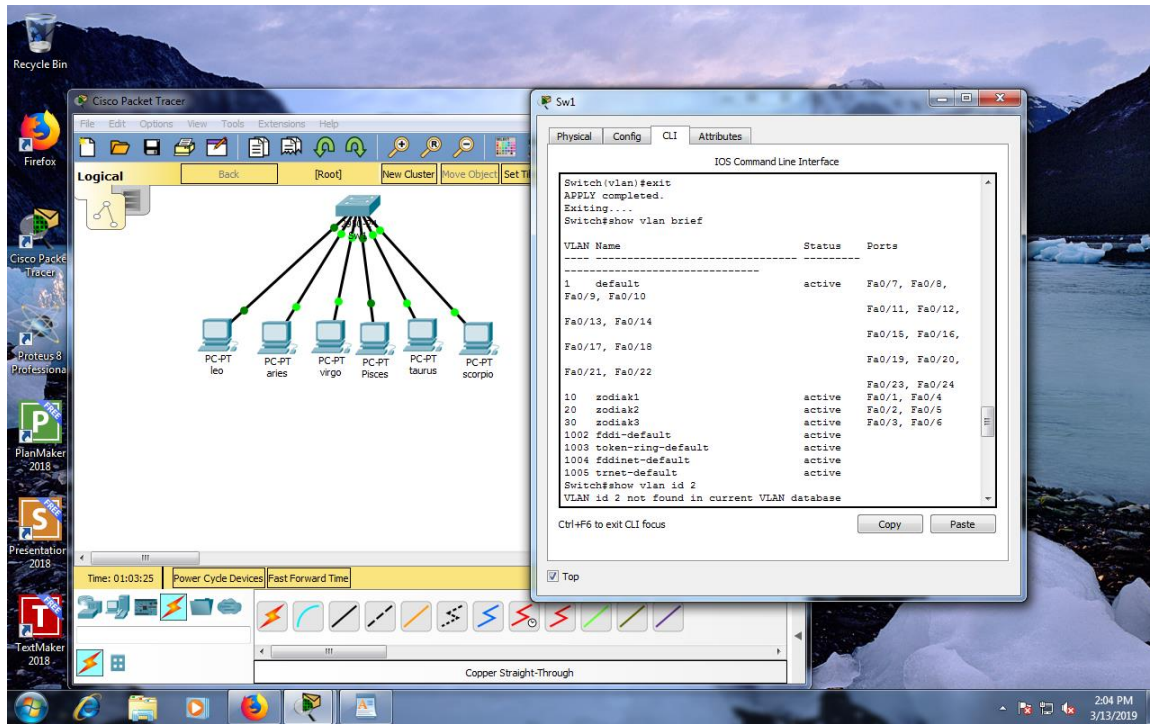 Recycle Bin
Firefox
Cisco Packe
Tracer
Proteus 8
Professiona
FREE
P
PlanMaker
2018
FREE
S
Presentation
2018
FREE
T
TextMaker
2018
Cisco Packet Tracer
File Edit Options View Tools Extensions Help
Logical Back [Root] New Cluster Move Object Set Til
Sw1
PC-PT
leo
PC-PT
aries
PC-PT
virgo
PC-PT
Pisces
PC-PT
taurus
PC-PT
scorpio
Time: 01:03:25 Power Cycle Devices Fast Forward Time
Copper Straight-Through
Sw1
Physical Config CLI Attributes
IOS Command Line Interface
Switch(vlan)#exit
APPLY completed.
Exiting....
Switch#show vlan brief
VLAN Name Status Ports
---- -------------------------------- ---------- 
-------------------------------
1 default active Fa0/7, Fa0/8,
Fa0/9, Fa0/10
Fa0/11, Fa0/12,
Fa0/13, Fa0/14
Fa0/15, Fa0/16,
Fa0/17, Fa0/18
Fa0/19, Fa0/20,
Fa0/21, Fa0/22
Fa0/23, Fa0/24
10 zodiak1 active Fa0/1, Fa0/4
20 zodiak2 active Fa0/2, Fa0/5
30 zodiak3 active Fa0/3, Fa0/6
1002 fddi-default active
1003 token-ring-default active
1004 fddinet-default active
1005 trnet-default active
Switch#show vlan id 2
VLAN id 2 not found in current VLAN database
Ctrl+F6 to exit CLI focus
Copy Paste
Top
2:04 PM
3/13/2019